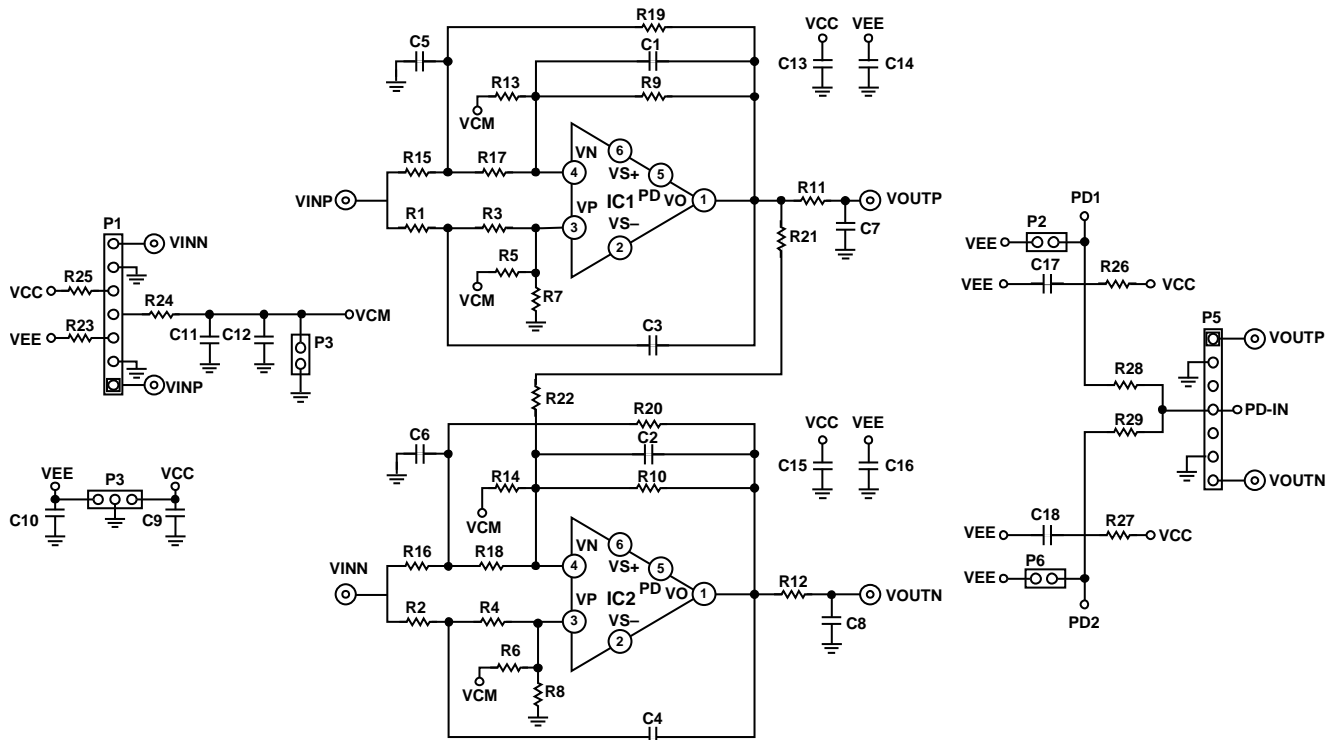 R19
C5
C1
VCC VEE
C13
C14
R13
R9
VCM
R15
R17
VN
4
6
VS+
5
PD
IC1
VO
1
VINP
R11
VOUTP
R1
R3
VP
3
VS–
2
C7
R5
VCM
R7
R21
C3
P1
VINN
R25
VCC
R24
VCM
R23
VEE
C11
C12
P3
VINP
PD1
P2
VEE
C17
R26
VEE
VCC
P5
VOUTP
R28
PD-IN
R29
VOUTN
C18
R27
VEE
VCC
P6
VEE
PD2
R22
R20
C6
C2
VCC VEE
C15
C16
R14
R10
VCM
VEE
P3
VCC
C10
C9
R16
R18
VN
4
6
VS+
5
PD
IC2
VO
1
VINN
R12
VOUTN
R2
R4
VP
3
VS–
2
C8
R6
VCM
R8
C4